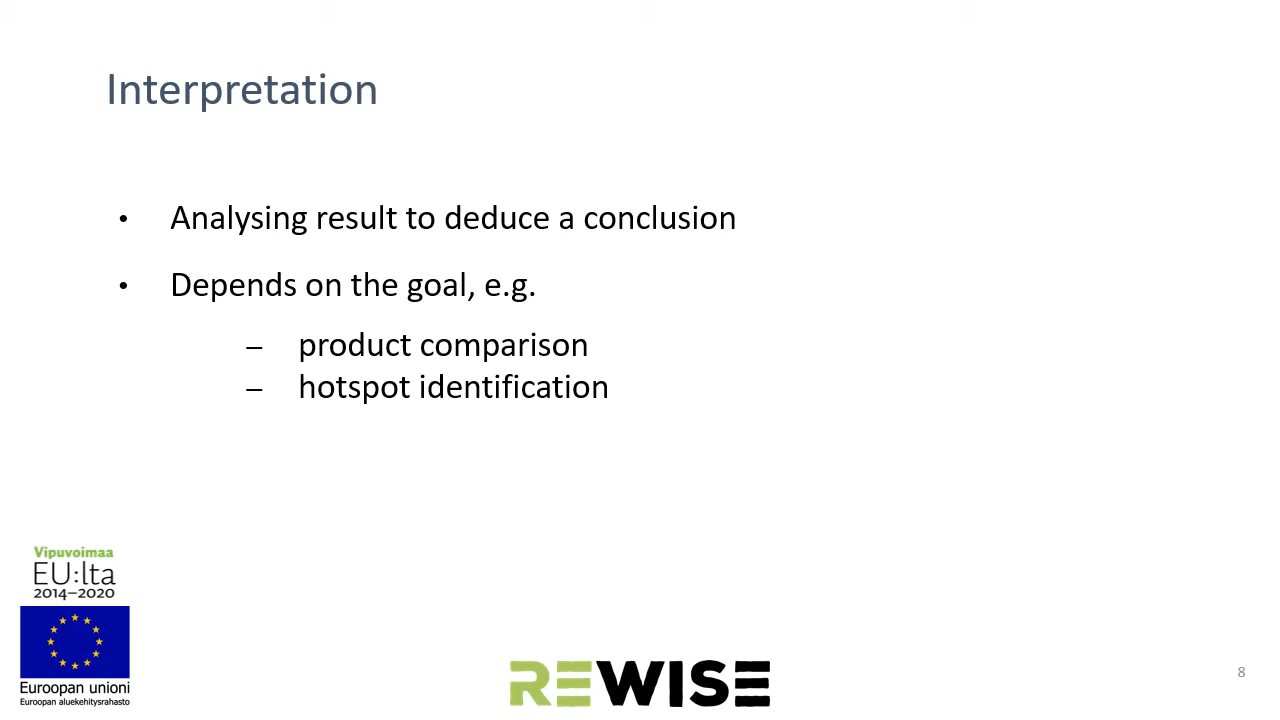 Interpretation
• Analysing result to deduce a conclusion
• Depends on the goal, e.g.
– product comparison
– hotspot identification
Vipuvoimaa
EU:lta
2014–2020
Euroopan unioni
Euroopan aluekehitysrahasto
REWISE
8